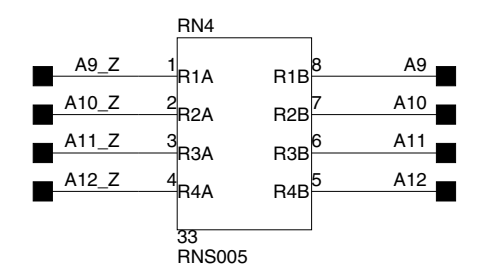 RN4
A9_Z 1 R1A R1B 8 A9
A10_Z 2 R2A R2B 7 A10
A11_Z 3 R3A R3B 6 A11
A12_Z 4 R4A R4B 5 A12
33
RNS005